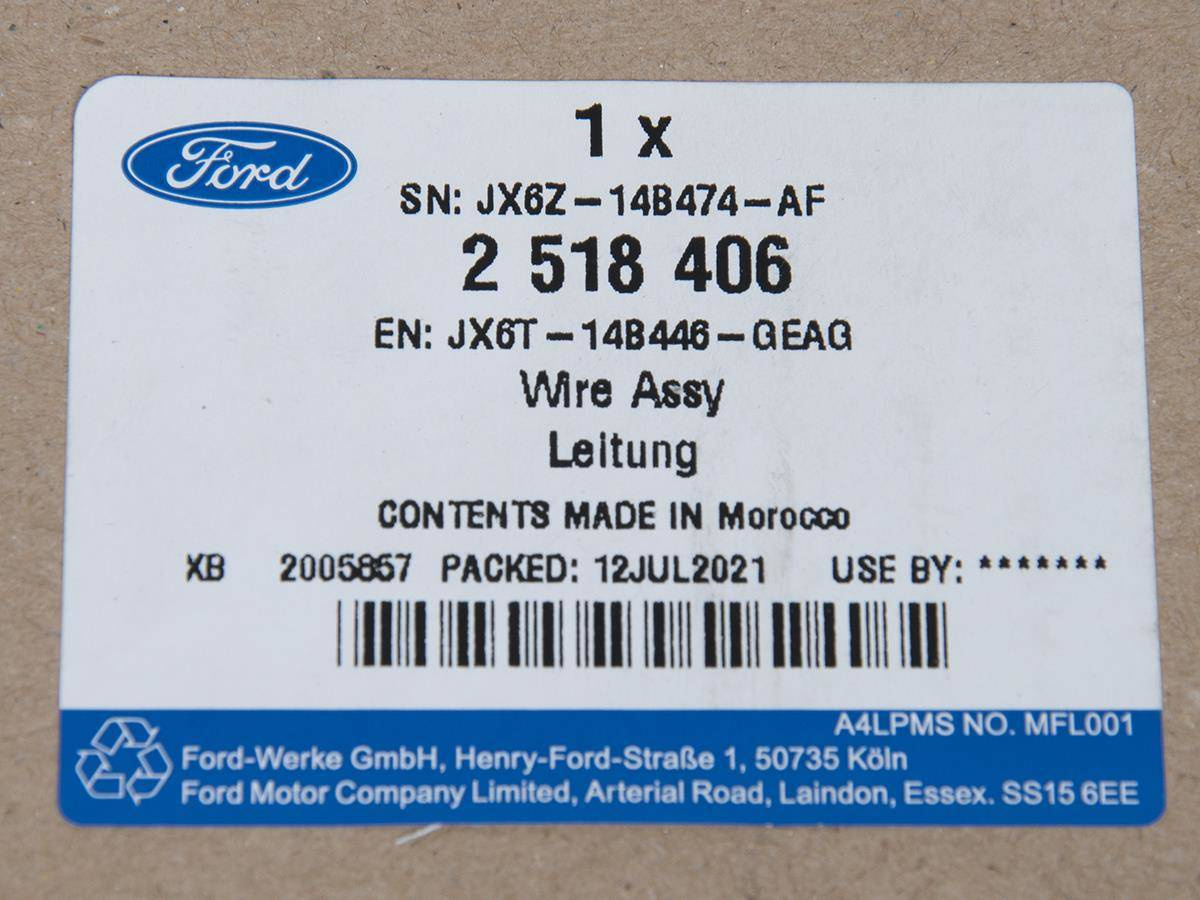 Ford
1 x
SN: JX6Z-14B474-AF
2 518 406
EN: JX6T-14B446-GEAG
Wire Assy
Leitung
CONTENTS MADE IN Morocco
XB 2005857 PACKED: 12JUL2021 USE BY: *******
A4LPMS NO. MFL001
Ford-Werke GmbH, Henry-Ford-Straße 1, 50735 Köln
Ford Motor Company Limited, Arterial Road, Laindon, Essex. SS15 6EE